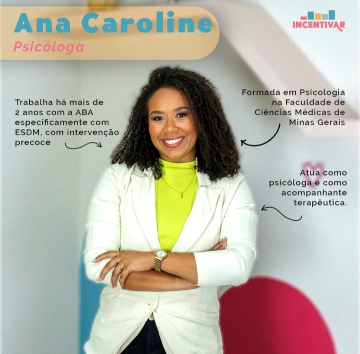 Ana Caroline
Psicóloga
INCENTIVAR
Trabalha há mais de
2 anos com a ABA
especificamente com
ESDM, com intervenção
precoce
Formada em Psicologia
na Faculdade de
Ciências Médicas de
Minas Gerais
Atua como
psicóloga e como
acompanhante
terapêutica.